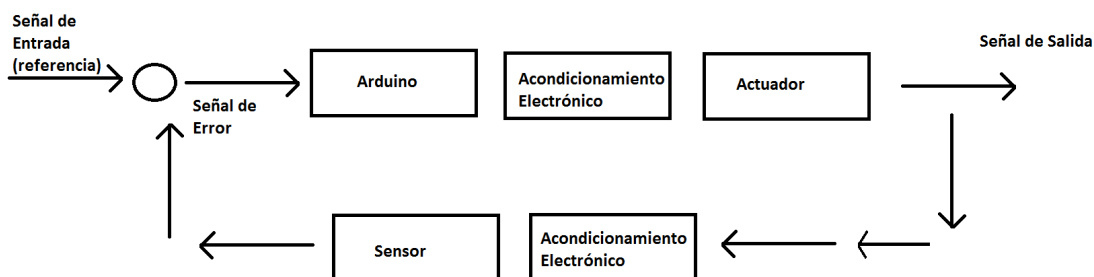 Señal de
Entrada
(referencia)
Señal de
Error
Arduino
Acondicionamiento
Electrónico
Actuador
Señal de Salida
Sensor
Acondicionamiento
Electrónico